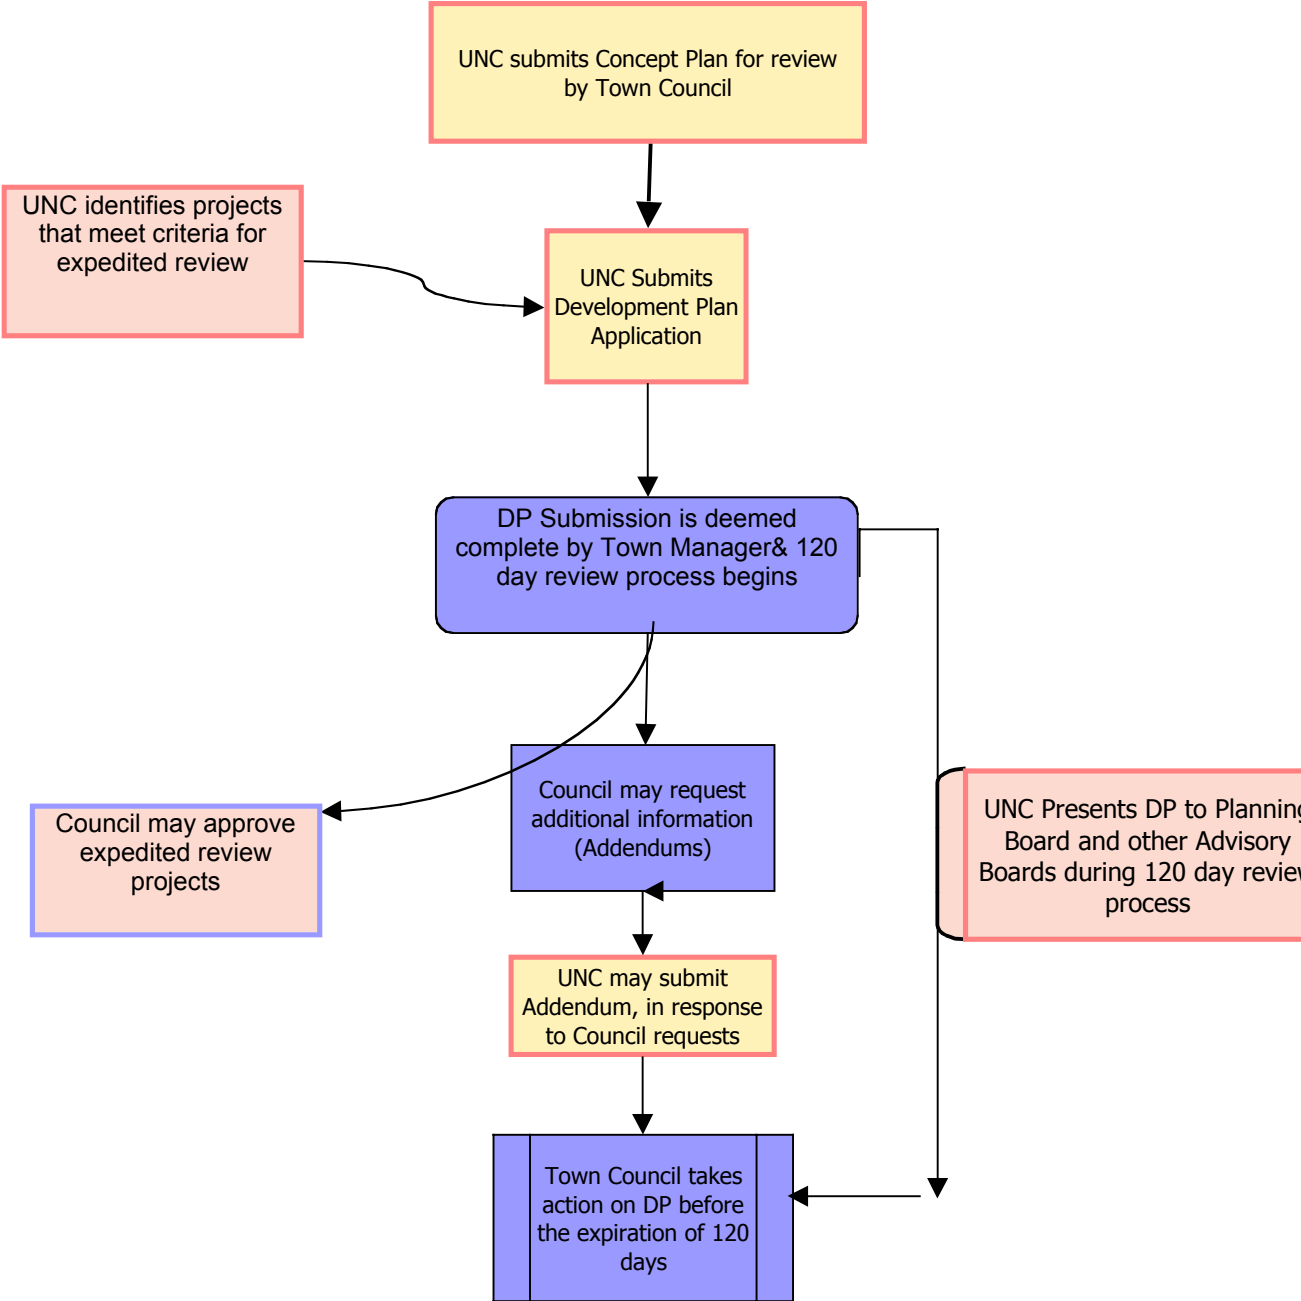 UNC submits Concept Plan for review
by Town Council
UNC identifies projects
that meet criteria for
expedited review
UNC Submits
Development Plan
Application
DP Submission is deemed
complete by Town Manager& 120
day review process begins
Council may request
additional information
(Addendums)
Council may approve
expedited review
projects
UNC Presents DP to Planning
Board and other Advisory
Boards during 120 day review
process
UNC may submit
Addendum, in response
to Council requests
Town Council takes
action on DP before
the expiration of 120
days